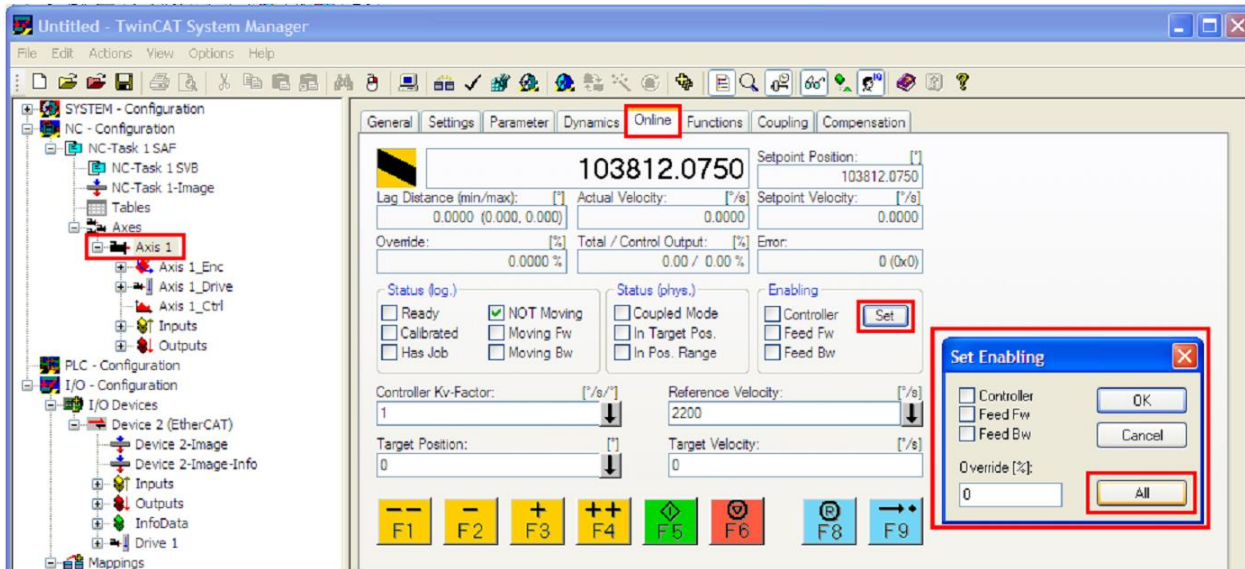 Untitled - TwinCAT System Manager
File Edit Actions View Options Help
SYSTEM - Configuration
NC - Configuration
NC-Task 1 SAF
NC-Task 1 SVB
NC-Task 1-Image
Tables
Axes
Axis 1
Axis 1_Enc
Axis 1_Drive
Axis 1_Ctrl
Inputs
Outputs
PLC - Configuration
I/O - Configuration
I/O Devices
Device 2 (EtherCAT)
Device 2-Image
Device 2-Image-Info
Inputs
Outputs
InfoData
Drive 1
Mappings
General Settings Parameter Dynamics Online Functions Coupling Compensation
103812.0750
Setpoint Position: [°]
103812.0750
Lag Distance (min/max): [°] Actual Velocity: [°/s] Setpoint Velocity: [°/s]
0.0000 (0.000, 0.000) 0.0000 0.0000
Override: [%] Total / Control Output: [%] Error:
0.0000 % 0.00 / 0.00 % 0 (0x0)
Status (log.) Status (phys.) Enabling
Ready NOT Moving Coupled Mode Controller Set
Calibrated Moving Fw In Target Pos. Feed Fw
Has Job Moving Bw In Pos. Range Feed Bw
Controller Kv-Factor: [°/s/°] Reference Velocity: [°/s]
1 2200
Target Position: [°] Target Velocity: [°/s]
0 0
-- - + ++ R
F1 F2 F3 F4 F5 F6 F8 F9
Set Enabling
Controller OK
Feed Fw
Feed Bw Cancel
Override [%]:
0 All